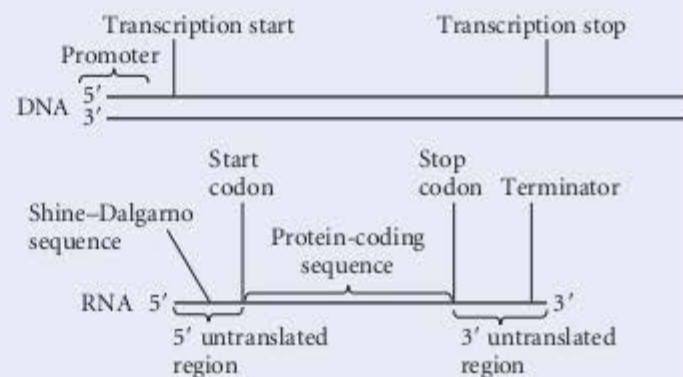 Transcription start
Transcription stop
Promoter
5′
DNA
3′
Start
codon
Stop
codon
Terminator
Shine–Dalgarno
sequence
Protein-coding
sequence
RNA 5′
3′
5′ untranslated
region
3′ untranslated
region